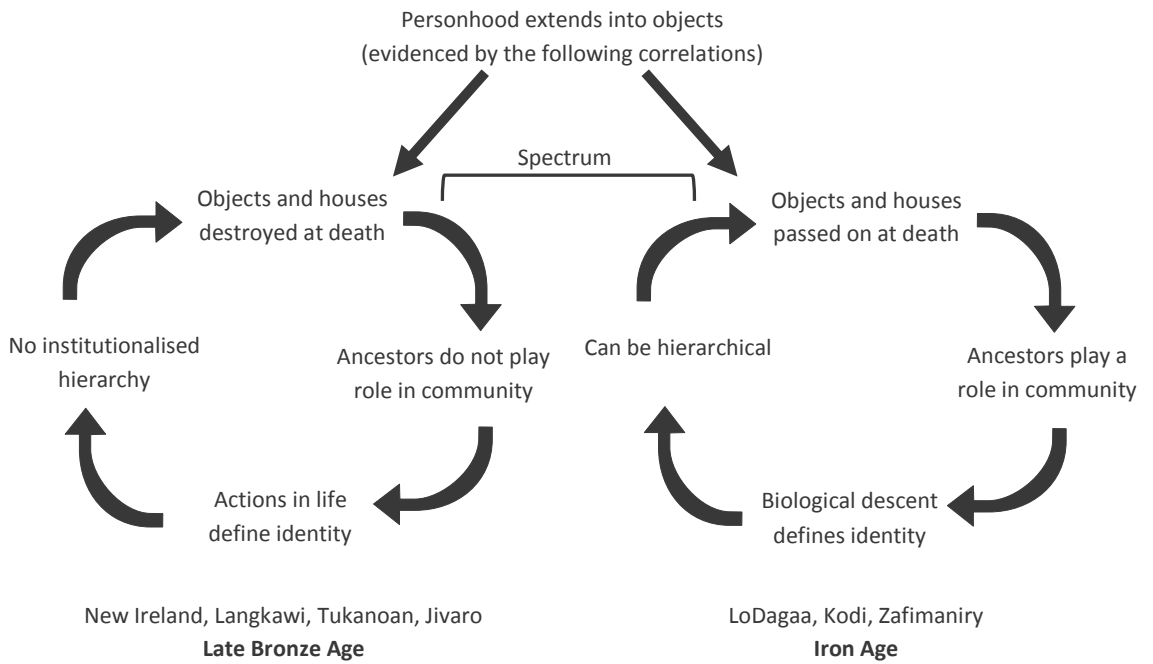 Personhood extends into objects
(evidenced by the following correlations)
Spectrum
Objects and houses
destroyed at death
Ancestors do not play
role in community
Actions in life
define identity
No institutionalised
hierarchy
Objects and houses
passed on at death
Ancestors play a
role in community
Biological descent
defines identity
Can be hierarchical
New Ireland, Langkawi, Tukanoan, Jivaro
Late Bronze Age
LoDagaa, Kodi, Zafimaniry
Iron Age